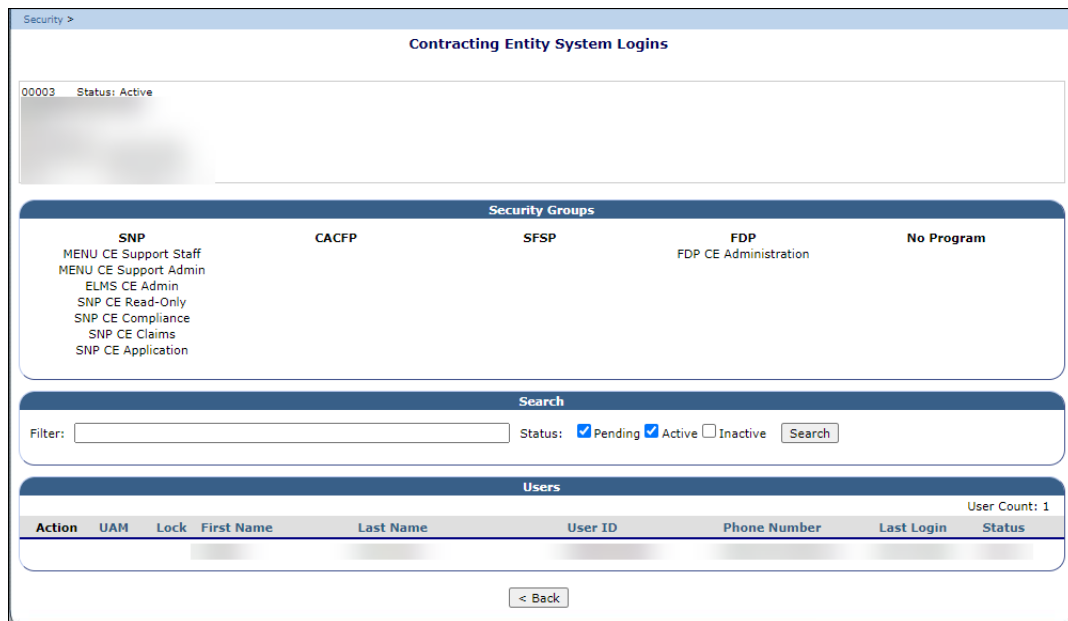 Security >
Contracting Entity System Logins
00003 Status: Active
Security Groups
SNP CACFP SFSP FDP No Program
MENU CE Support Staff FDP CE Administration
MENU CE Support Admin
ELMS CE Admin
SNP CE Read-Only
SNP CE Compliance
SNP CE Claims
SNP CE Application
Search
Filter: Status: Pending Active Inactive Search
Users
User Count: 1
Action UAM Lock First Name Last Name User ID Phone Number Last Login Status
< Back